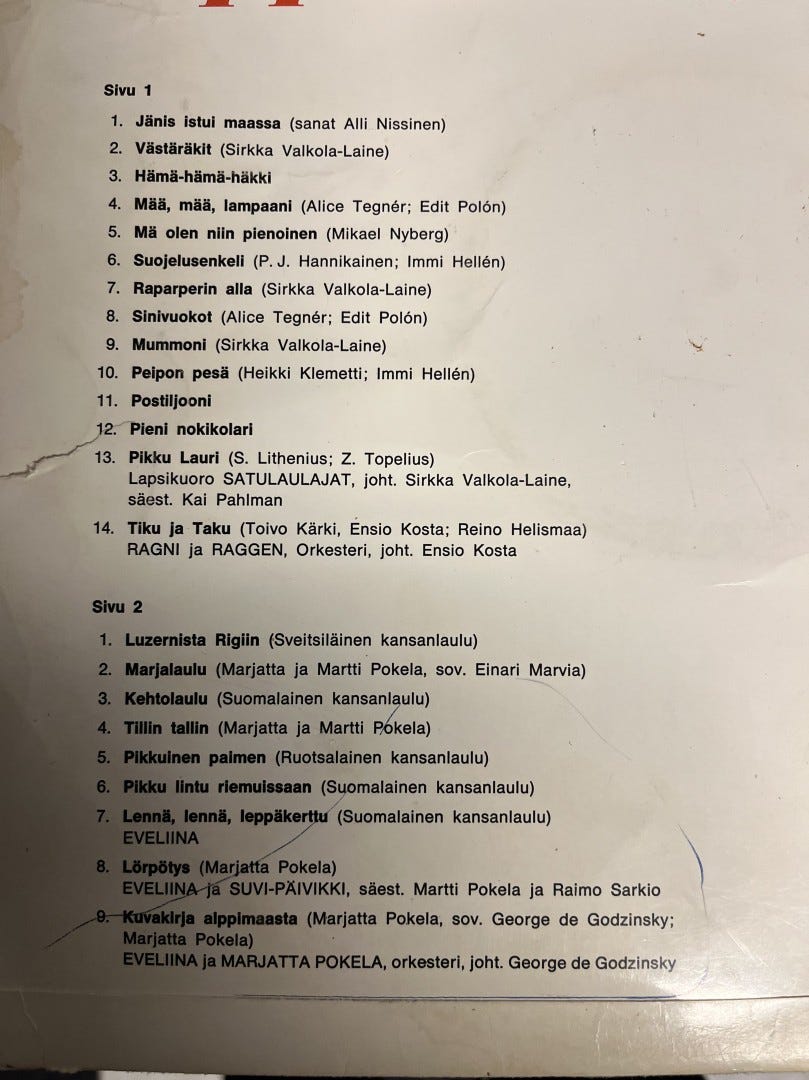 Sivu 1
1. Jänis istui maassa (sanat Alli Nissinen)
2. Västäräkit (Sirkka Valkola-Laine)
3. Hämä-hämä-häkki
4. Mää, mää, lampaani (Alice Tegnér; Edit Polón)
5. Mä olen niin pienoinen (Mikael Nyberg)
6. Suojelusenkeli (P. J. Hannikainen; Immi Hellén)
7. Raparperin alla (Sirkka Valkola-Laine)
8. Sinivuokot (Alice Tegnér; Edit Polón)
9. Mummoni (Sirkka Valkola-Laine)
10. Peipon pesä (Heikki Klemetti; Immi Hellén)
11. Postiljooni
12. Pieni nokikolari
13. Pikku Lauri (S. Lithenius; Z. Topelius)
Lapsikuoro SATULAULAJAT, joht. Sirkka Valkola-Laine,
säest. Kai Pahlman
14. Tiku ja Taku (Toivo Kärki, Ensio Kosta; Reino Helismaa)
RAGNI ja RAGGEN, Orkesteri, joht. Ensio Kosta
Sivu 2
1. Luzernista Rigiin (Sveitsiläinen kansanlaulu)
2. Marjalaulu (Marjatta ja Martti Pokela, sov. Einari Marvia)
3. Kehtolaulu (Suomalainen kansanlaulu)
4. Tillin tallin (Marjatta ja Martti Pokela)
5. Pikkuinen paimen (Ruotsalainen kansanlaulu)
6. Pikku lintu riemuissaan (Suomalainen kansanlaulu)
7. Lennä, lennä, leppäkerttu (Suomalainen kansanlaulu)
EVELIINA
8. Lörpötys (Marjatta Pokela)
EVELIINA ja SUVI-PÄIVIKKI, säest. Martti Pokela ja Raimo Sarkio
9. Kuvakirja alppimaasta (Marjatta Pokela, sov. George de Godzinsky;
Marjatta Pokela)
EVELIINA ja MARJATTA POKELA, orkesteri, joht. George de Godzinsky